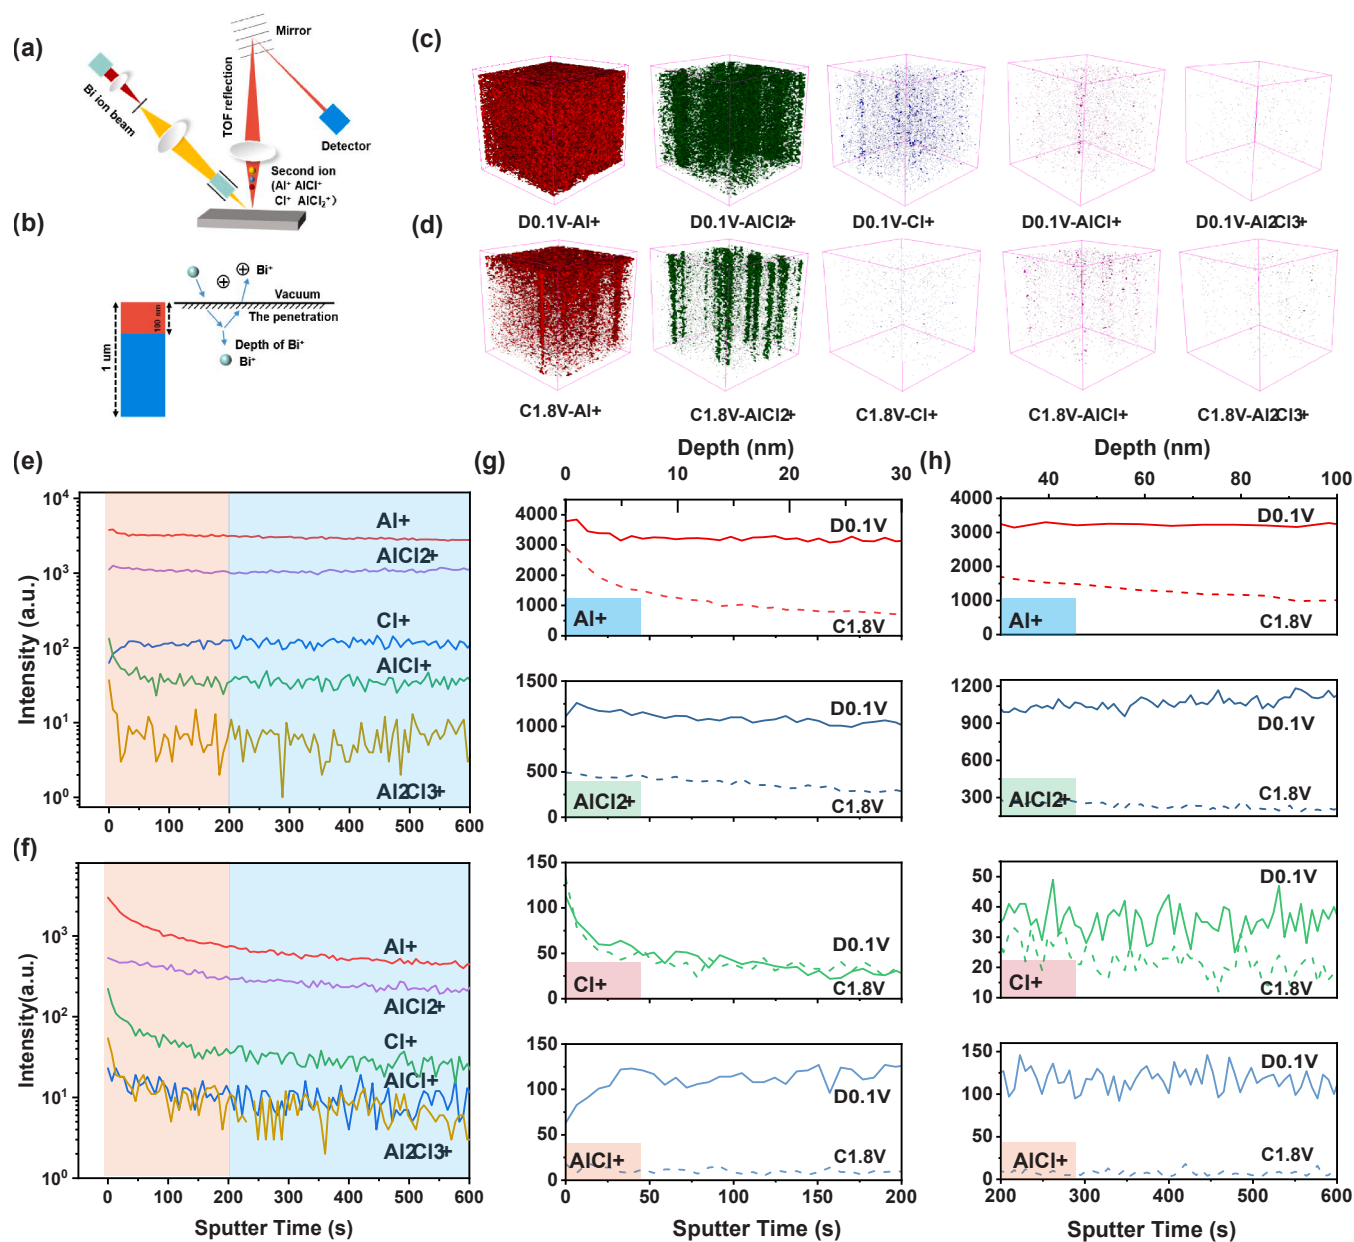 (a)
Mirror
Bi ion beam
TOF reflection
Detector
Second ion
(Al⁺ AlCl⁺
Cl⁺ AlCl₂⁺)
(b)
Bi⁺
Vacuum
The penetration
Depth of Bi⁺
Bi⁺
100 nm
1 um
(c)
D0.1V-Al+
D0.1V-AlCl2+
D0.1V-Cl+
D0.1V-AlCl+
D0.1V-Al2Cl3+
(d)
C1.8V-Al+
C1.8V-AlCl2+
C1.8V-Cl+
C1.8V-AlCl+
C1.8V-Al2Cl3+
(e)
10⁴
10³
10²
10¹
10⁰
Intensity (a.u.)
Al+
AlCl2+
Cl+
AlCl+
Al2Cl3+
0 100 200 300 400 500 600
(f)
10³
10²
10¹
10⁰
Intensity(a.u.)
Al+
AlCl2+
Cl+
AlCl+
Al2Cl3+
0 100 200 300 400 500 600
Sputter Time (s)
(g)
Depth (nm)
0 10 20 30
4000
3000
2000
1000
0
D0.1V
Al+
C1.8V
1500
1000
500
0
D0.1V
AlCl2+
C1.8V
150
100
50
0
D0.1V
Cl+
C1.8V
150
100
50
0
D0.1V
AlCl+
C1.8V
0 50 100 150 200
Sputter Time (s)
(h)
Depth (nm)
40 60 80 100
4000
3000
2000
1000
0
D0.1V
Al+
C1.8V
1200
900
600
300
D0.1V
AlCl2+
C1.8V
50
40
30
20
10
D0.1V
Cl+
C1.8V
150
100
50
0
D0.1V
AlCl+
C1.8V
200 300 400 500 600
Sputter Time (s)